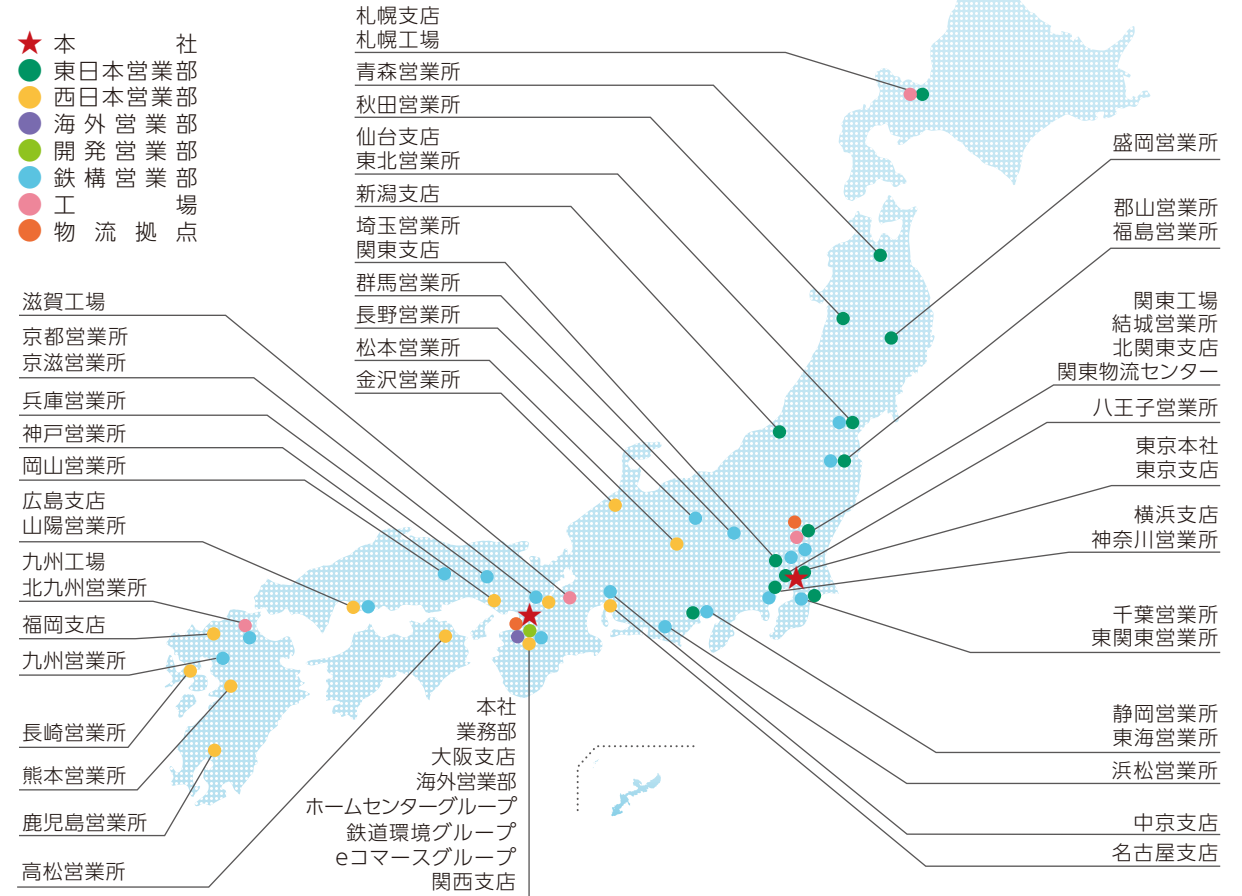 本社
東日本営業部
西日本営業部
海外営業部
開発営業部
鉄構営業部
工場
物流拠点
滋賀工場
京都営業所
京滋営業所
兵庫営業所
神戸営業所
岡山営業所
広島支店
山陽営業所
九州工場
北九州営業所
福岡支店
九州営業所
長崎営業所
熊本営業所
鹿児島営業所
高松営業所
札幌支店
札幌工場
青森営業所
秋田営業所
仙台支店
東北営業所
新潟支店
埼玉営業所
関東支店
群馬営業所
長野営業所
松本営業所
金沢営業所
本社
業務部
大阪支店
海外営業部
ホームセンターグループ
鉄道環境グループ
eコマースグループ
関西支店
盛岡営業所
郡山営業所
福島営業所
関東工場
結城営業所
北関東支店
関東物流センター
八王子営業所
東京本社
東京支店
横浜支店
神奈川営業所
千葉営業所
東関東営業所
静岡営業所
東海営業所
浜松営業所
中京支店
名古屋支店